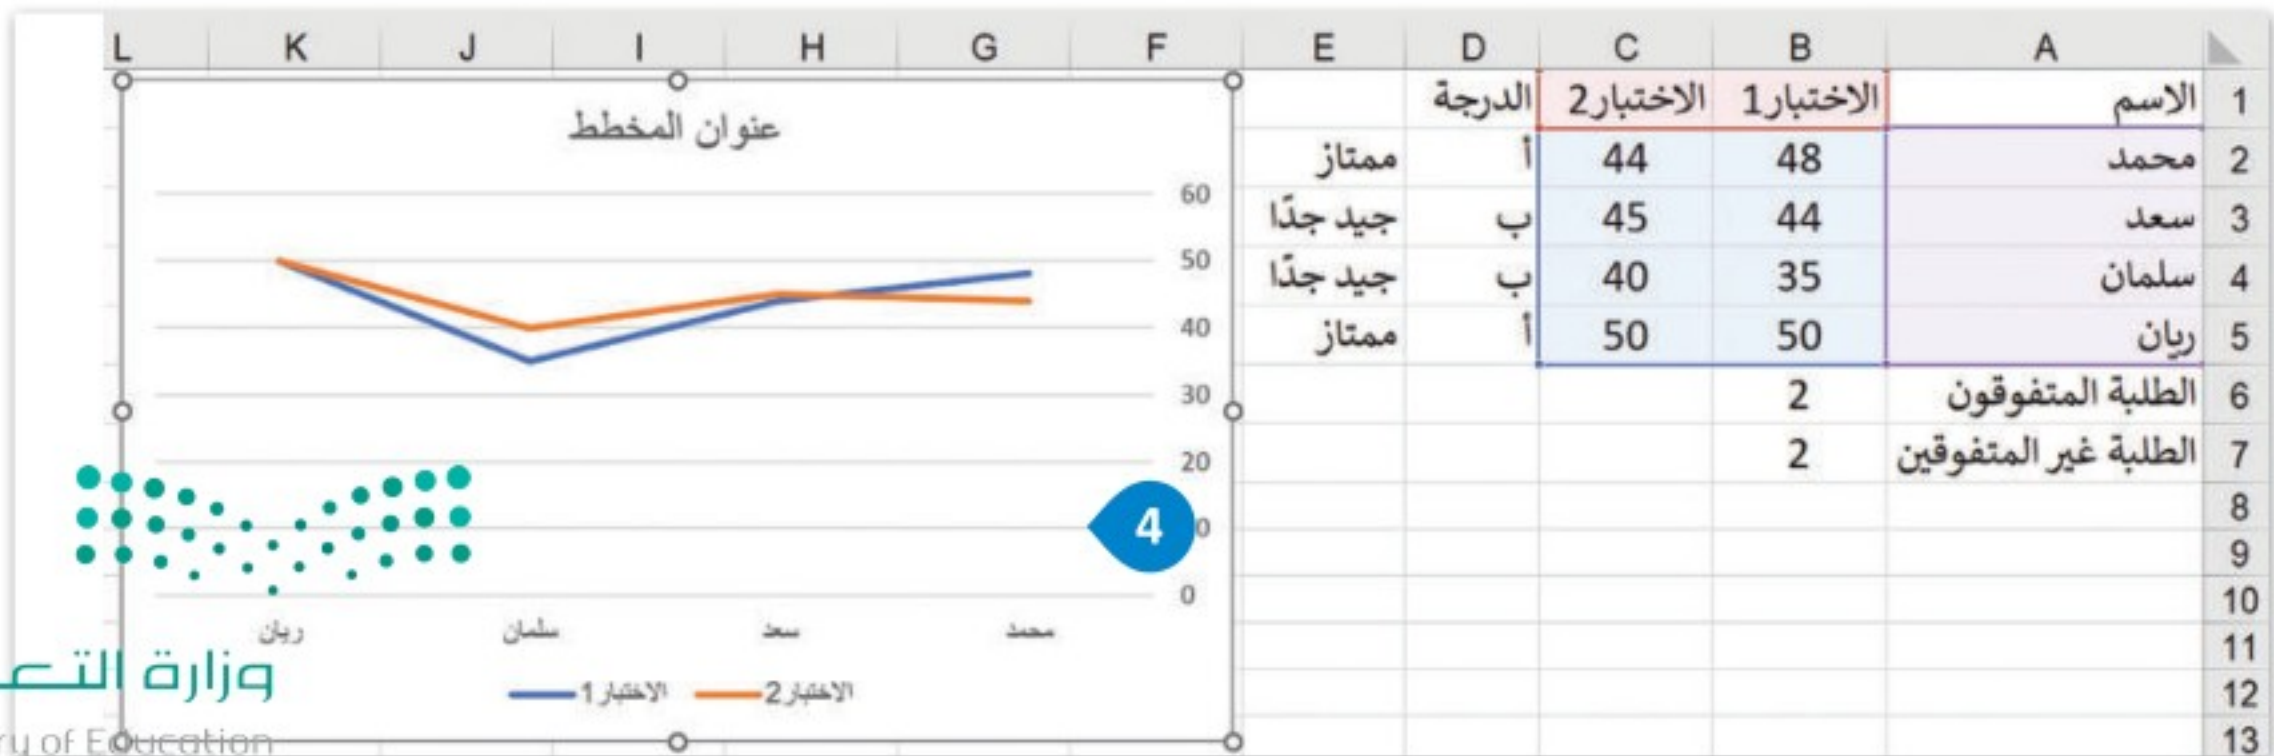 A B C D E F G H I J K L
1 الاسم الاختبار1 الاختبار2 الدرجة
2 محمد 48 44 أ ممتاز
3 سعد 44 45 ب جيد جدًا
4 سلمان 35 40 ب جيد جدًا
5 ريان 50 50 أ ممتاز
6 الطلبة المتفوقون 2
7 الطلبة غير المتفوقين 2
8
9
10
11
12
13
عنوان المخطط
60
50
40
30
20
0
4
0
محمد سعد سلمان ريان
الاختبار2 الاختبار1
وزارة
of Education